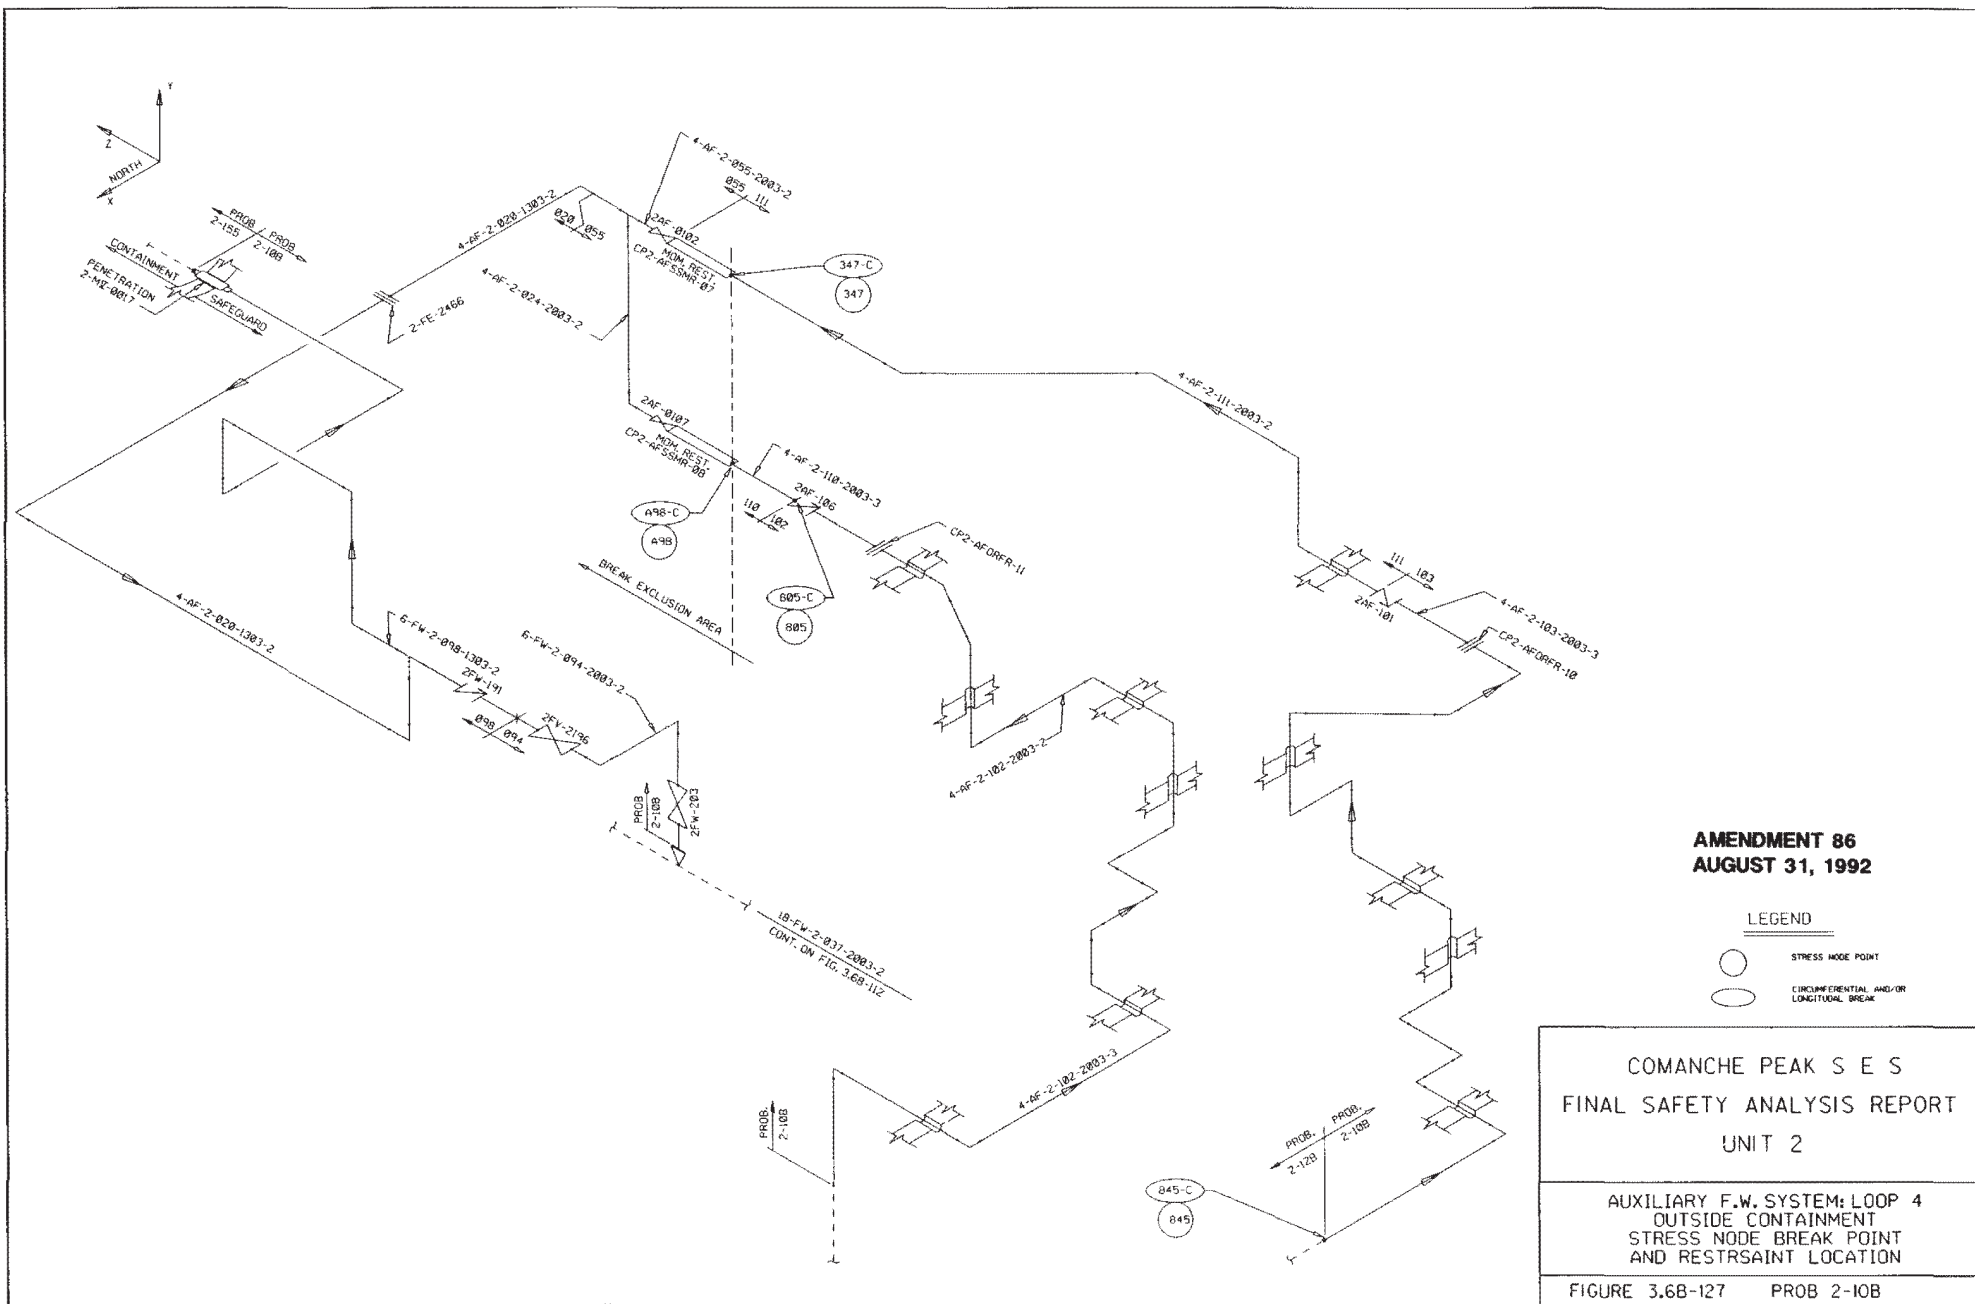 Y
Z
NORTH
X
PROB
2-155
PROB
2-10B
CONTAINMENT
PENETRATION
SAFEGUARD
4-AF-2-020-1303-2
2-FE-2466
020
055
4-AF-2-055-2003-2
055
111
2AF-0102
MOM. REST.
CP2-AFSSMR-07
347-C
347
4-AF-2-024-2003-2
4-AF-2-111-2003-2
2AF-0107
MOM. REST.
CP2-AFSSMR-08
4-AF-2-110-2003-3
2AF-106
110
102
A98-C
A98
CP2-AFORFR-11
BREAK EXCLUSION AREA
805-C
805
111
103
2AF-101
4-AF-2-103-2003-3
CP2-AFORFR-10
4-AF-2-020-1303-2
6-FW-2-098-1303-2
2FW-191
098
094
6-FW-2-094-2003-2
2FV-2196
PROB
2-10B
2FW-203
4-AF-2-102-2003-2
18-FW-2-037-2003-2
CONT. ON FIG. 3.6B-112
4-AF-2-102-2003-3
PROB.
2-10B
PROB.
2-12B
PROB.
2-10B
845-C
845
AMENDMENT 86
AUGUST 31, 1992
LEGEND
STRESS NODE POINT
CIRCUMFERENTIAL AND/OR
LONGITUDAL BREAK
COMANCHE PEAK S E S
FINAL SAFETY ANALYSIS REPORT
UNIT 2
AUXILIARY F.W. SYSTEM: LOOP 4
OUTSIDE CONTAINMENT
STRESS NODE BREAK POINT
AND RESTRSAINT LOCATION
FIGURE 3.6B-127 PROB 2-10B